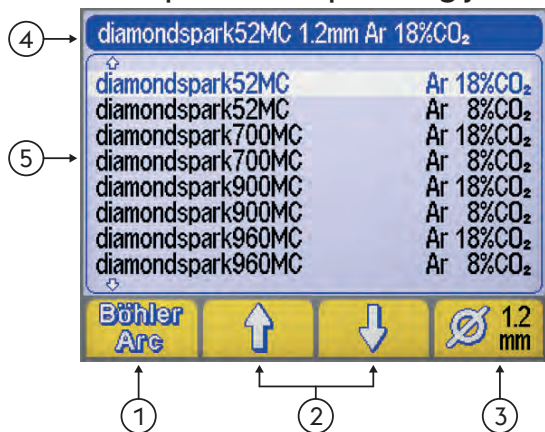 ④ diamondspark52MC 1.2mm Ar 18%CO₂
diamondspark52MC Ar 18%CO₂
diamondspark52MC Ar 8%CO₂
⑤ diamondspark700MC Ar 18%CO₂
diamondspark700MC Ar 8%CO₂
diamondspark900MC Ar 18%CO₂
diamondspark900MC Ar 8%CO₂
diamondspark960MC Ar 18%CO₂
diamondspark960MC Ar 8%CO₂
Böhler Ø 1.2
Arc mm
① ② ③